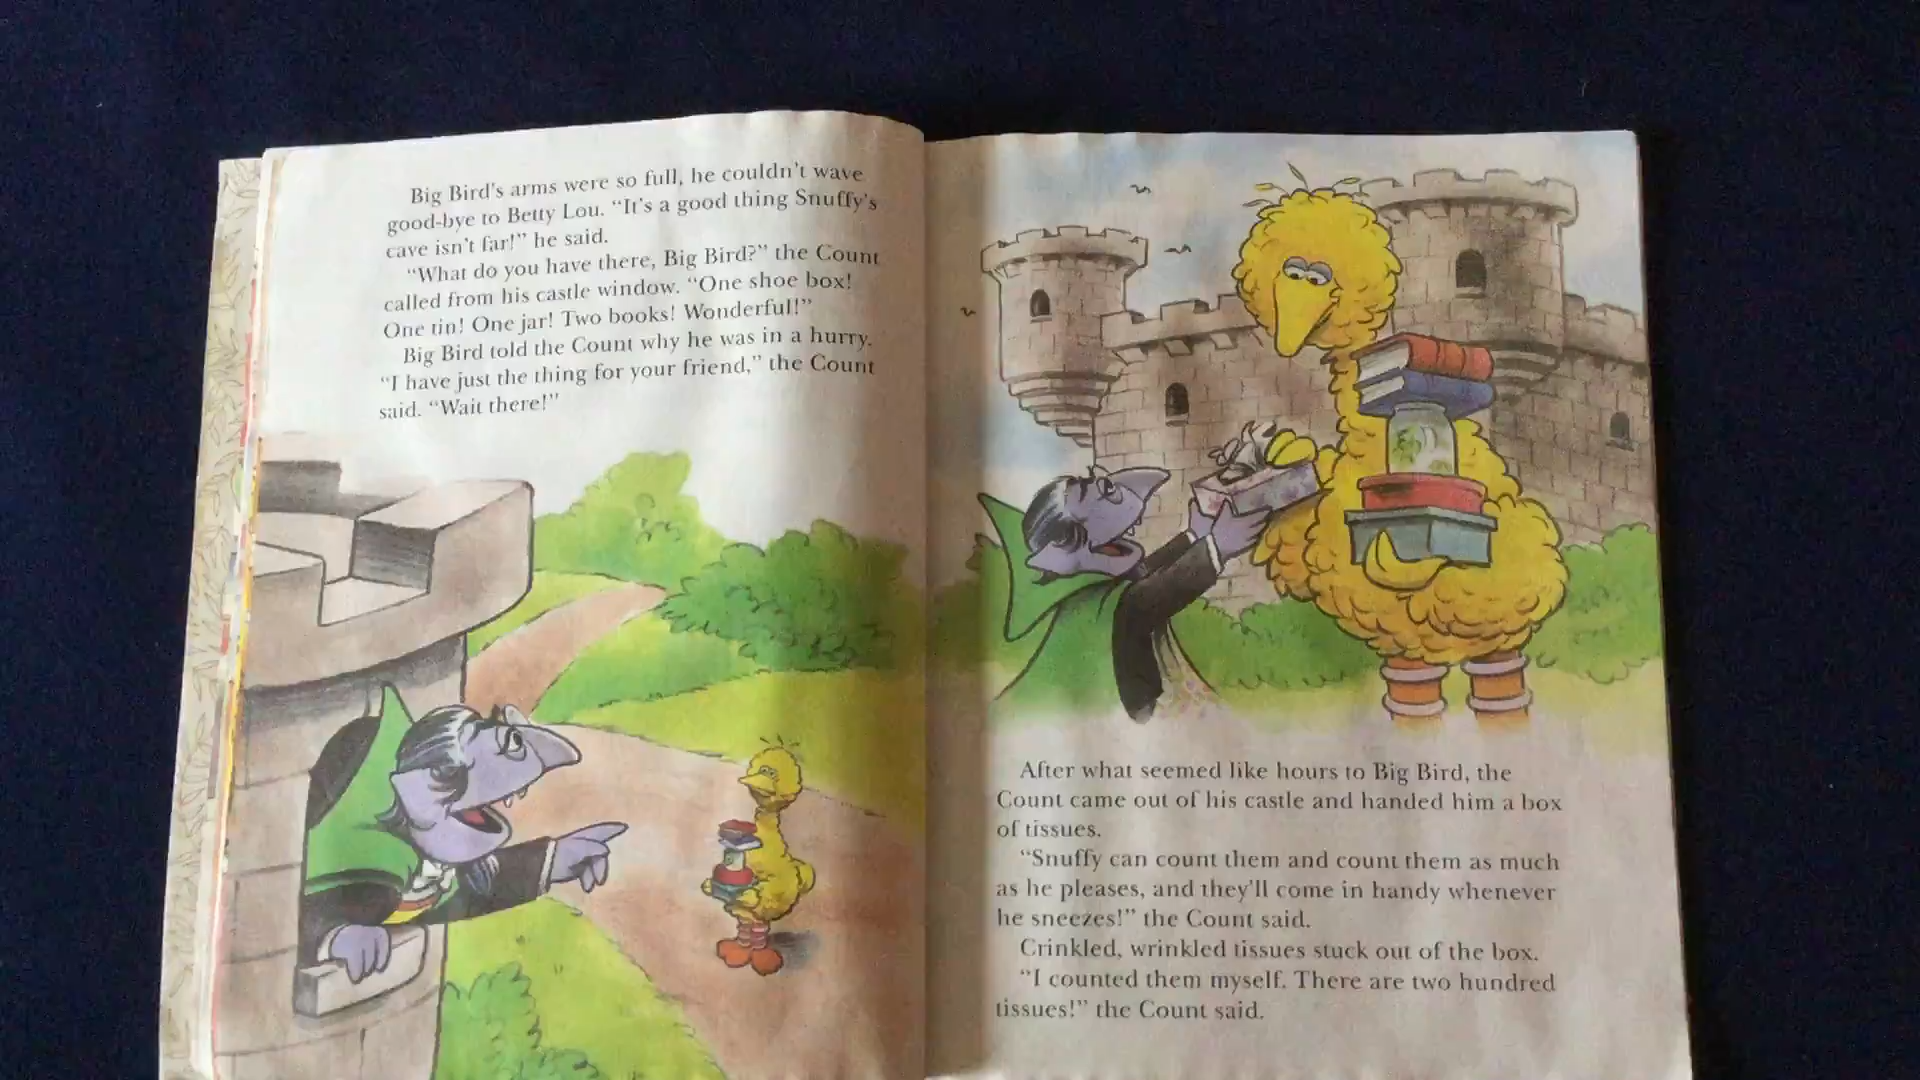 Big Bird's arms were so full, he couldn't wave
good-bye to Betty Lou. “It's a good thing Snuffy's
cave isn't far!” he said.
“What do you have there, Big Bird?” the Count
called from his castle window. “One shoe box!
One tin! One jar! Two books! Wonderful!”
Big Bird told the Count why he was in a hurry.
“I have just the thing for your friend,” the Count
said. “Wait there!”
After what seemed like hours to Big Bird, the
Count came out of his castle and handed him a box
of tissues.
“Snuffy can count them and count them as much
as he pleases, and they'll come in handy whenever
he sneezes!” the Count said.
Crinkled, wrinkled tissues stuck out of the box.
“I counted them myself. There are two hundred
tissues!” the Count said.